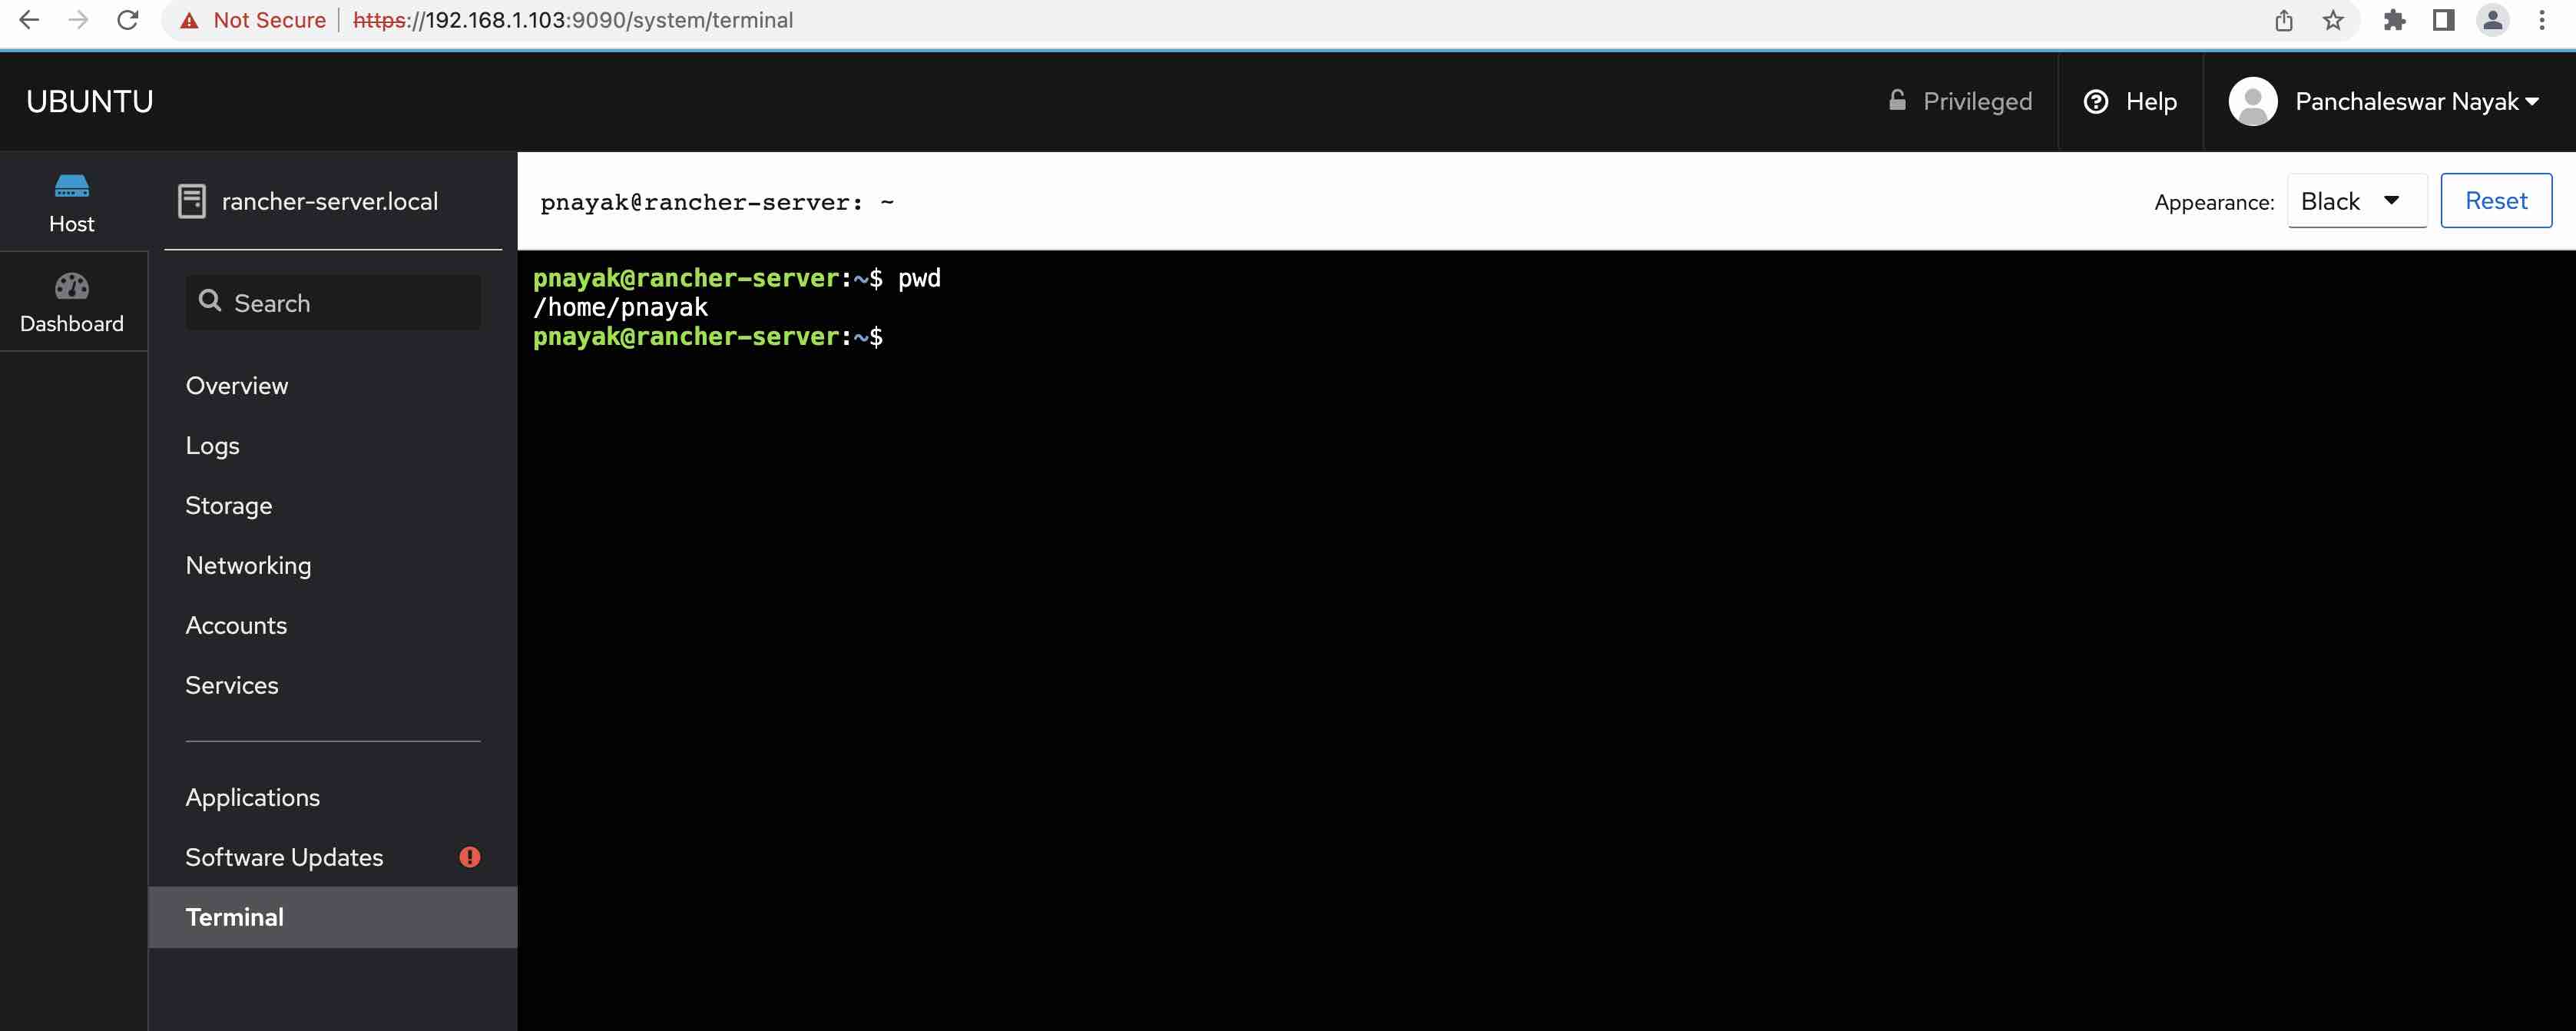 Not Secure https://192.168.1.103:9090/system/terminal
UBUNTU
Privileged
Help
Panchaleswar Nayak
Host
Dashboard
rancher-server.local
Search
Overview
Logs
Storage
Networking
Accounts
Services
Applications
Software Updates
Terminal
pnayak@rancher-server: ~
Appearance: Black Reset
pnayak@rancher-server:~$ pwd
/home/pnayak
pnayak@rancher-server:~$